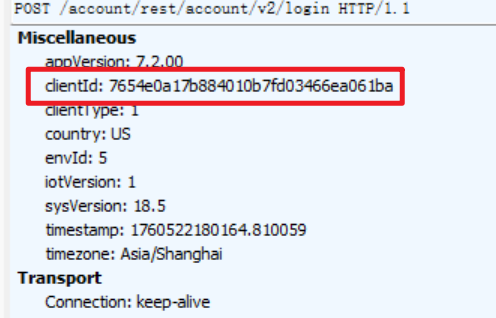 POST /account/rest/account/v2/login HTTP/1.1
Miscellaneous
appVersion: 7.2.00
clientId: 7654e0a17b884010b7fd03466ea061ba
clientType: 1
country: US
envId: 5
iotVersion: 1
sysVersion: 18.5
timestamp: 1760522180164.810059
timezone: Asia/Shanghai
Transport
Connection: keep-alive